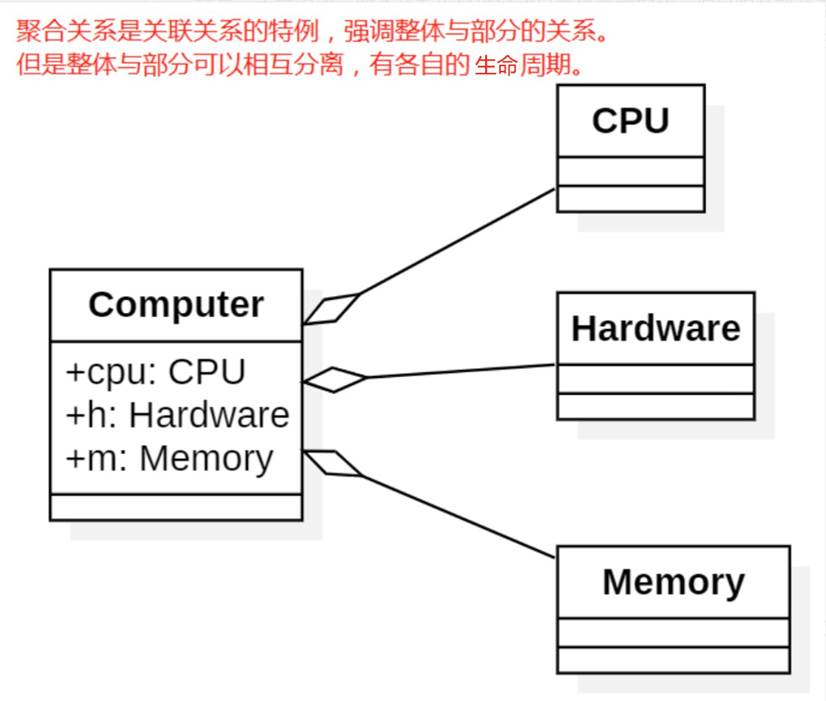 聚合关系是关联关系的特例，强调整体与部分的关系。
但是整体与部分可以相互分离，有各自的 生命周期。
CPU
Computer
+cpu: CPU
+h: Hardware
+m: Memory
Hardware
Memory